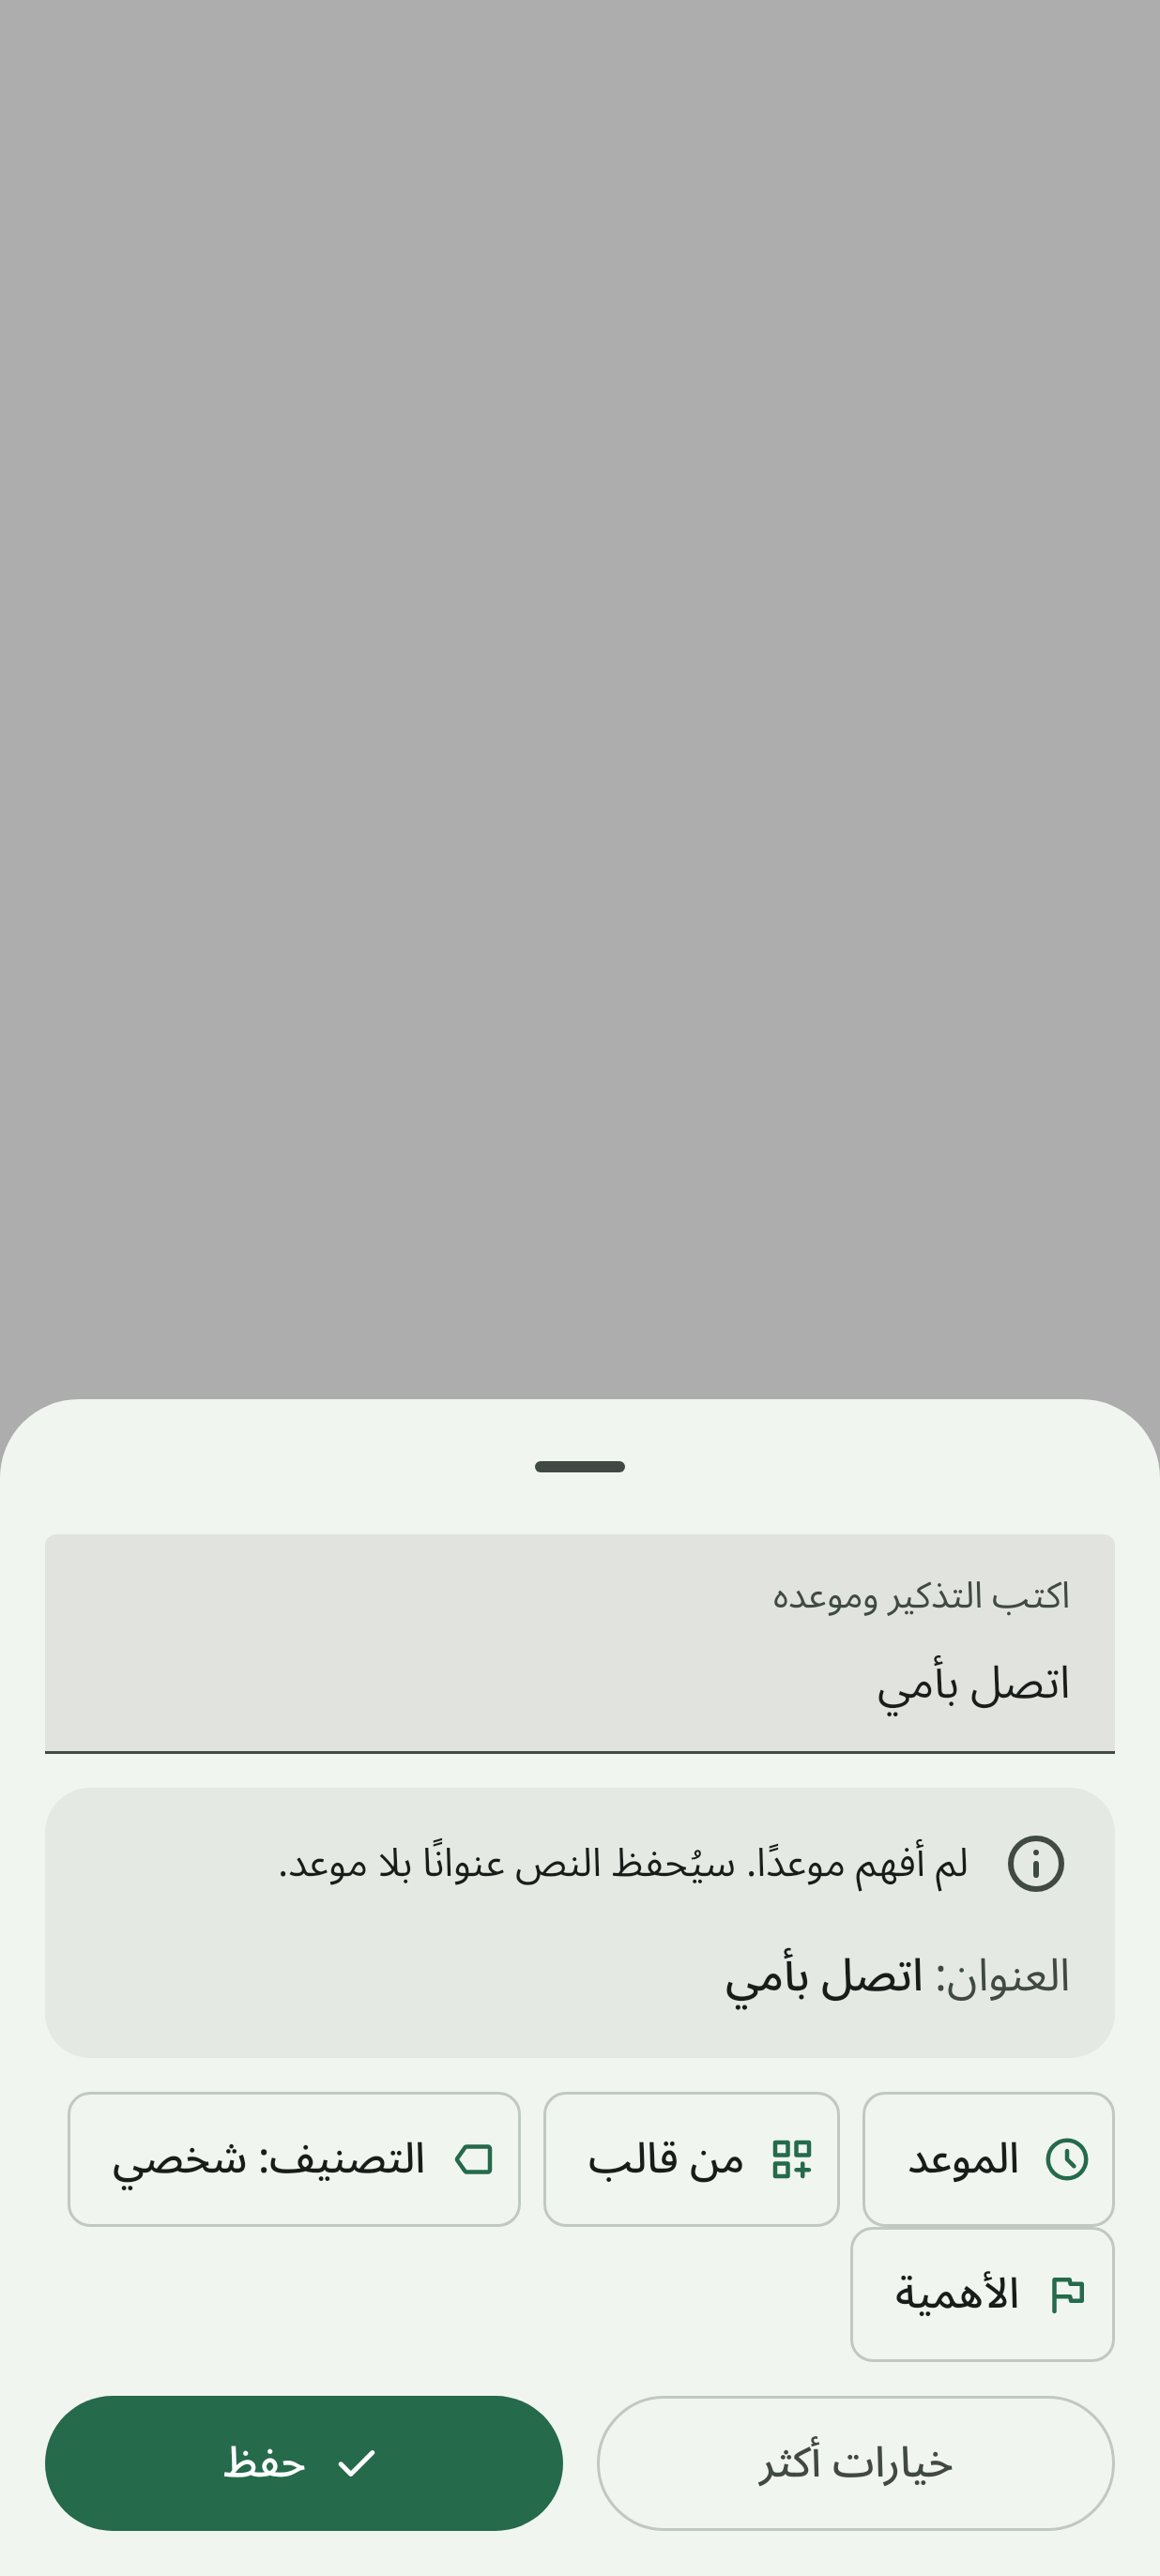 اكتب التذكير وموعده
اتصل بأمي
لم أفهم موعدًا. سيُحفظ النص عنوانًا بلا موعد.
العنوان: اتصل بأمي
الموعد
من قالب
التصنيف: شخصي
الأهمية
خيارات أكثر
حفظ